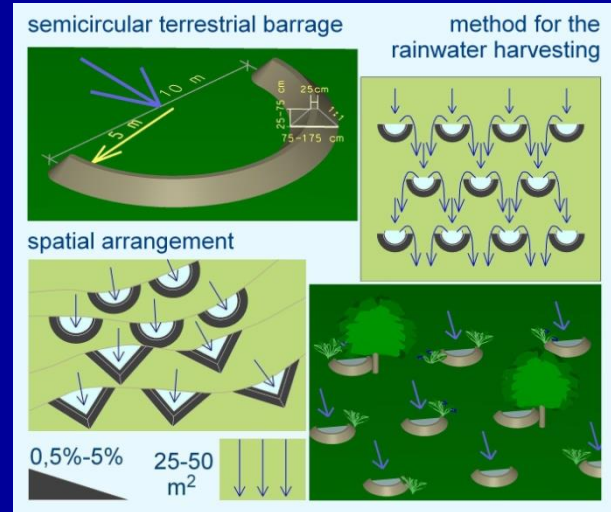 semicircular terrestrial barrage
10 m
5 m
25cm
25-75 cm
1:1
75-175 cm
method for the
rainwater harvesting
spatial arrangement
0,5%-5%
25-50
m²